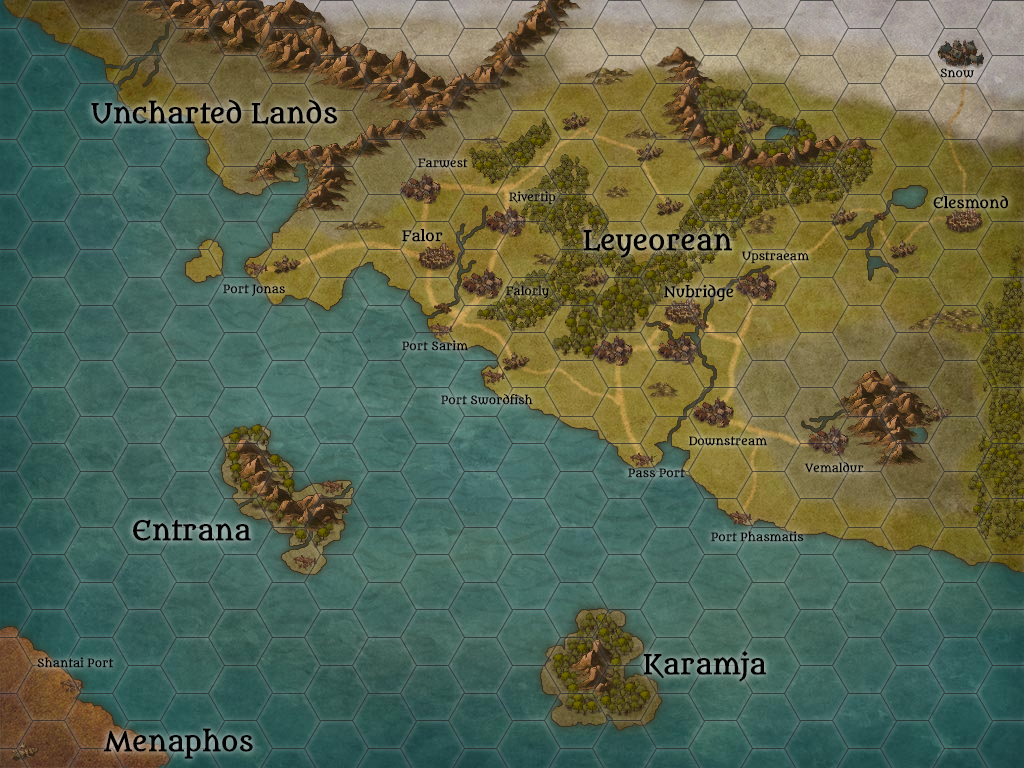 Snow
Uncharted Lands
Farwest
Rivertip
Elesmond
Falor
Leyeorean
Upstraeam
Port Jonas
Falorly
Nubridge
Port Sarim
Port Swordfish
Downstream
Vemaldur
Pass Port
Entrana
Port Phasmatis
Shantai Port
Karamja
Menaphos